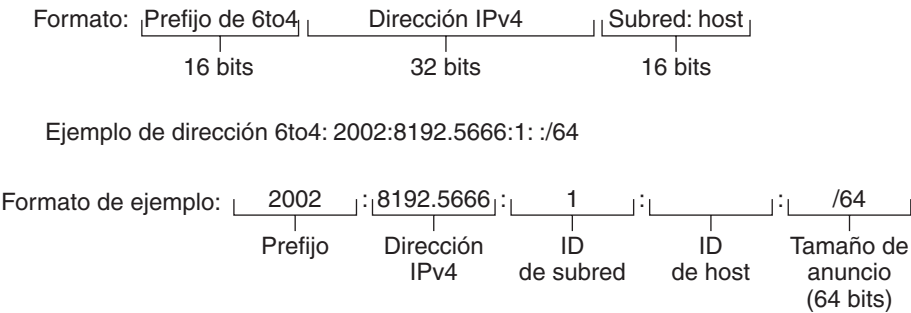 Formato: Prefijo de 6to4 Dirección IPv4 Subred: host
16 bits 32 bits 16 bits
Ejemplo de dirección 6to4: 2002:8192.5666:1: :/64
Formato de ejemplo: 2002 : 8192.5666 : 1 : : /64
Prefijo Dirección ID ID Tamaño de
IPv4 de subred de host anuncio
(64 bits)